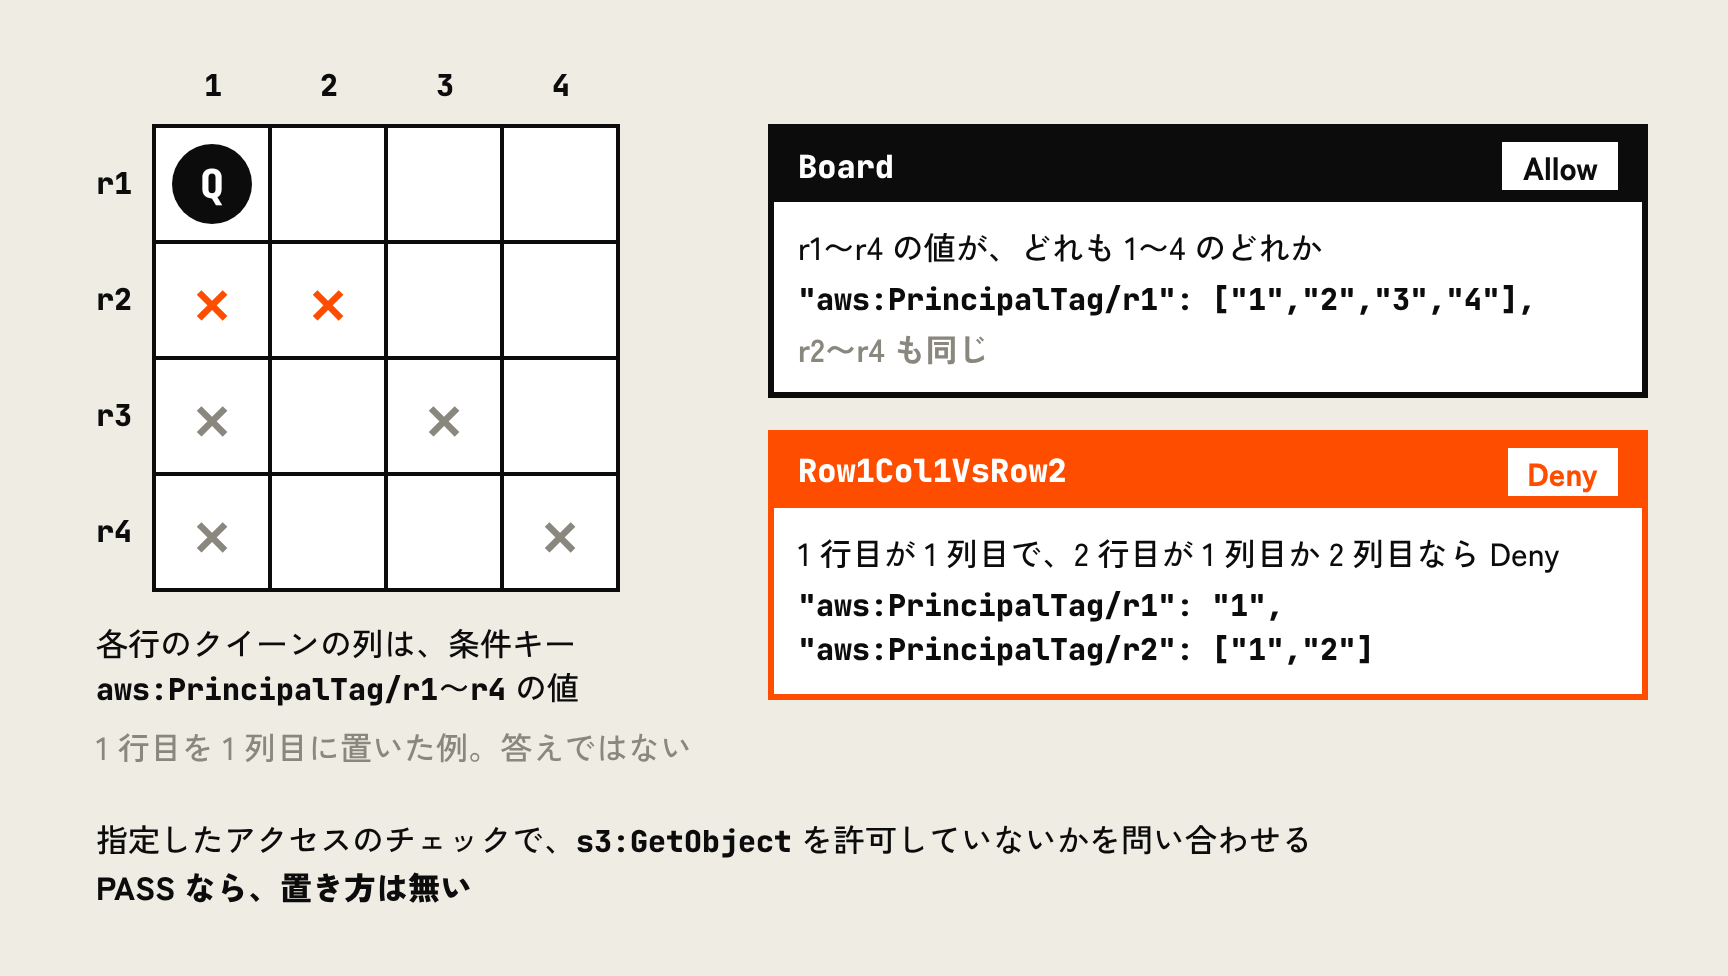 1 2 3 4
r1 Q
r2 × ×
r3 × ×
r4 × ×
各行のクイーンの列は、条件キー
aws:PrincipalTag/r1〜r4 の値
1 行目を 1 列目に置いた例。答えではない
Board
Allow
r1〜r4 の値が、どれも 1〜4 のどれか
"aws:PrincipalTag/r1": ["1","2","3","4"],
r2〜r4 も同じ
Row1Col1VsRow2
Deny
1 行目が 1 列目で、2 行目が 1 列目か 2 列目なら Deny
"aws:PrincipalTag/r1": "1",
"aws:PrincipalTag/r2": ["1","2"]
指定したアクセスのチェックで、s3:GetObject を許可していないかを問い合わせる
PASS なら、置き方は無い